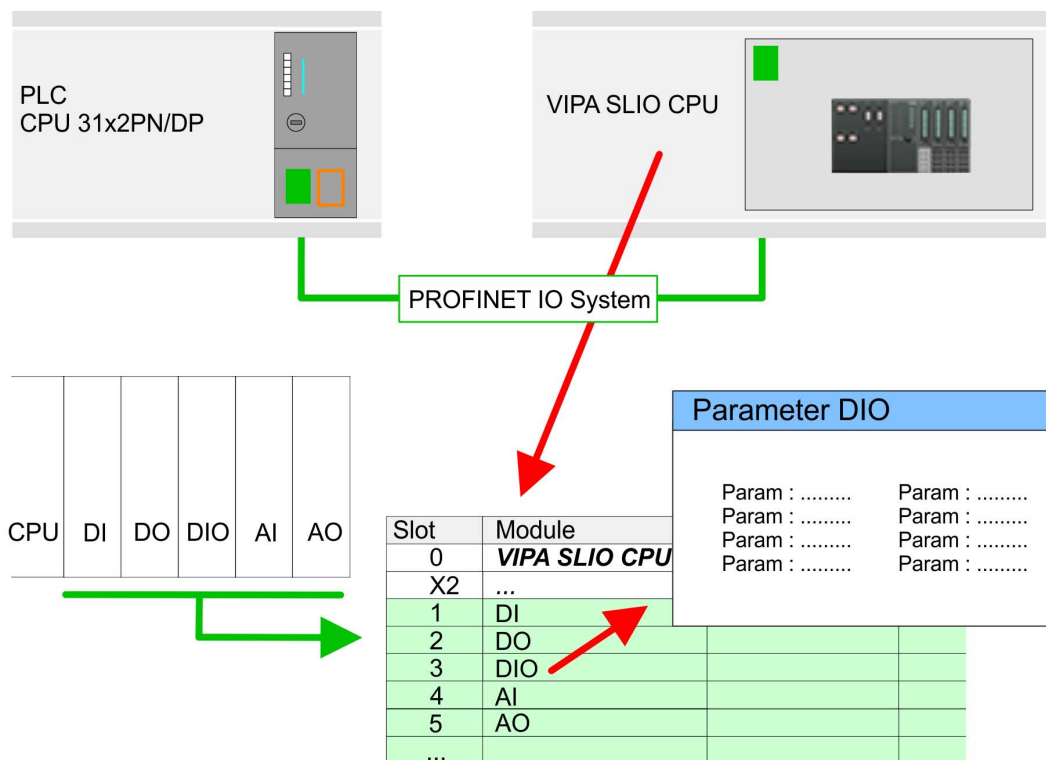 PLC
CPU 31x2PN/DP
VIPA SLIO CPU
PROFINET IO System
CPU DI DO DIO AI AO
Parameter DIO
Param : ......... Param : .........
Param : ......... Param : .........
Param : ......... Param : .........
Param : ......... Param : .........
Slot Module
0 VIPA SLIO CPU
X2 ...
1 DI
2 DO
3 DIO
4 AI
5 AO
...